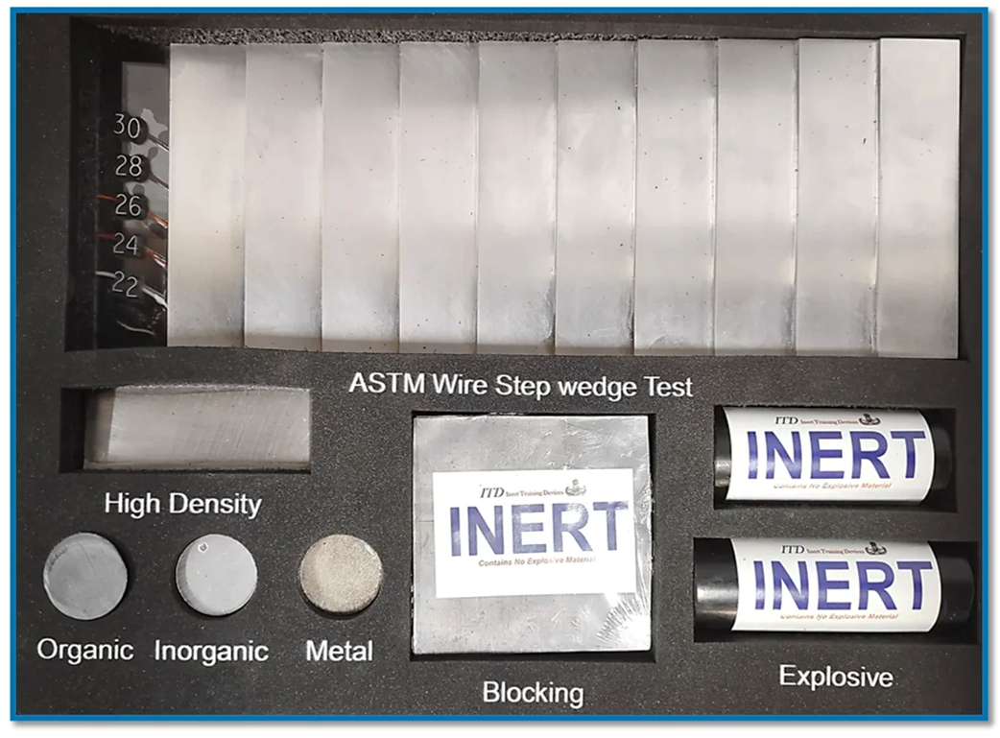 30
28
26
24
22
ASTM Wire Step wedge Test
High Density
ITD Inert Training Devices
INERT
Contains No Explosive Material
ITD Inert Training Devices
INERT
Contains No Explosive Material
ITD Inert Training Devices
INERT
Contains No Explosive Material
Organic
Inorganic
Metal
Blocking
Explosive